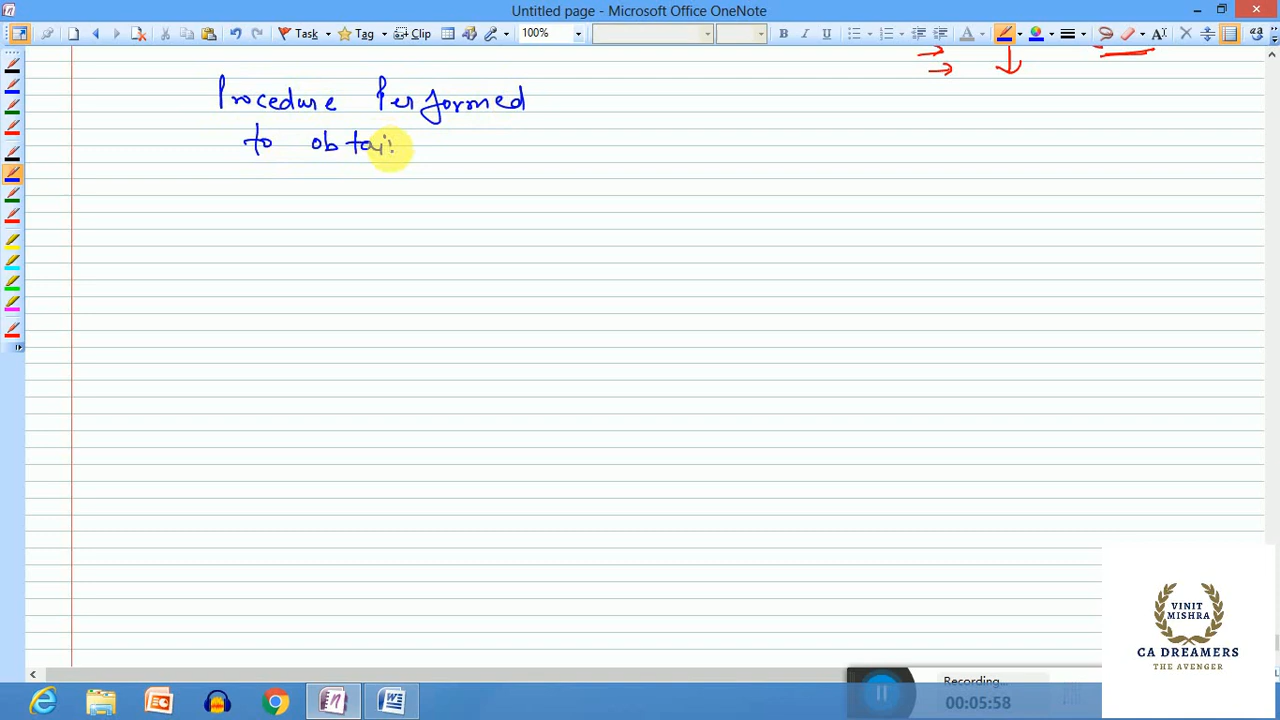 Untitled page - Microsoft Office OneNote
Task Tag Clip 100% B I U A
Procedure Performed
to obtai
VINIT
MISHRA
CA DREAMERS
THE AVENGER
Recording...
00:05:58